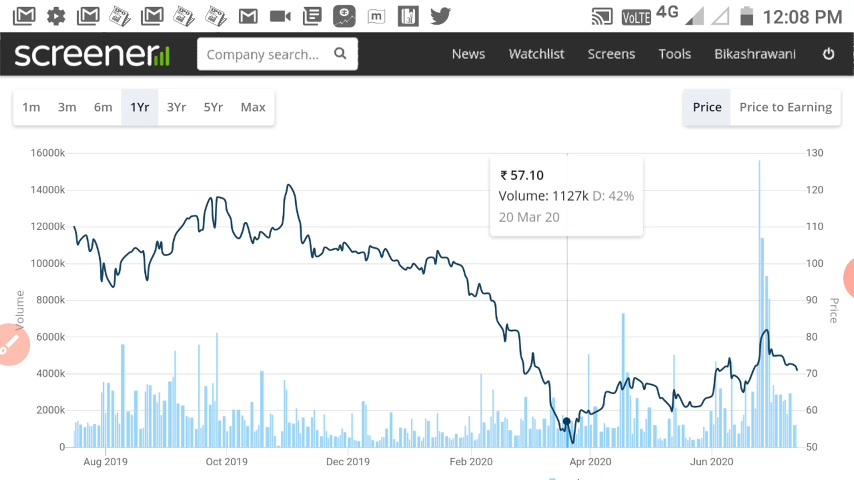 VoLTE 4G 12:08 PM
screener Company search... News Watchlist Screens Tools Bikashrawani
1m 3m 6m 1Yr 3Yr 5Yr Max Price Price to Earning
16000k 130
₹ 57.10
Volume: 1127k D: 42%
20 Mar 20
14000k 120
12000k 110
10000k 100
8000k 90
Volume Price
6000k 80
4000k 70
2000k 60
0 50
Aug 2019 Oct 2019 Dec 2019 Feb 2020 Apr 2020 Jun 2020